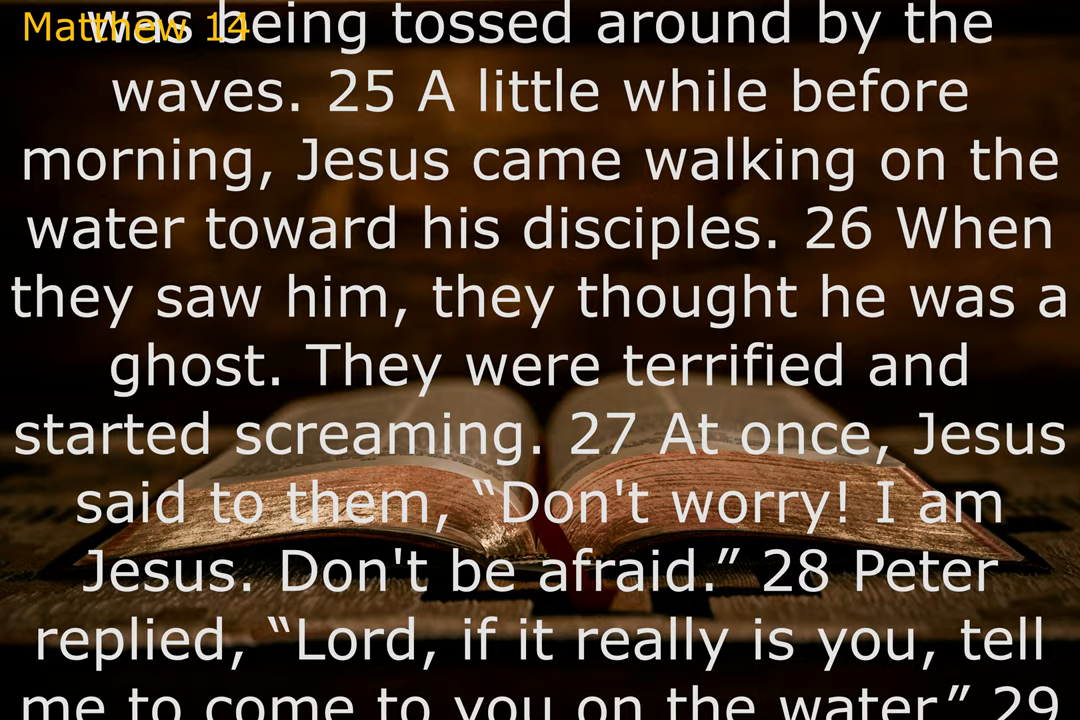 Matthew 14
was being tossed around by the
waves. 25 A little while before
morning, Jesus came walking on the
water toward his disciples. 26 When
they saw him, they thought he was a
ghost. They were terrified and
started screaming. 27 At once, Jesus
said to them, “Don't worry! I am
Jesus. Don't be afraid.” 28 Peter
replied, “Lord, if it really is you, tell
me to come to you on the water.” 29